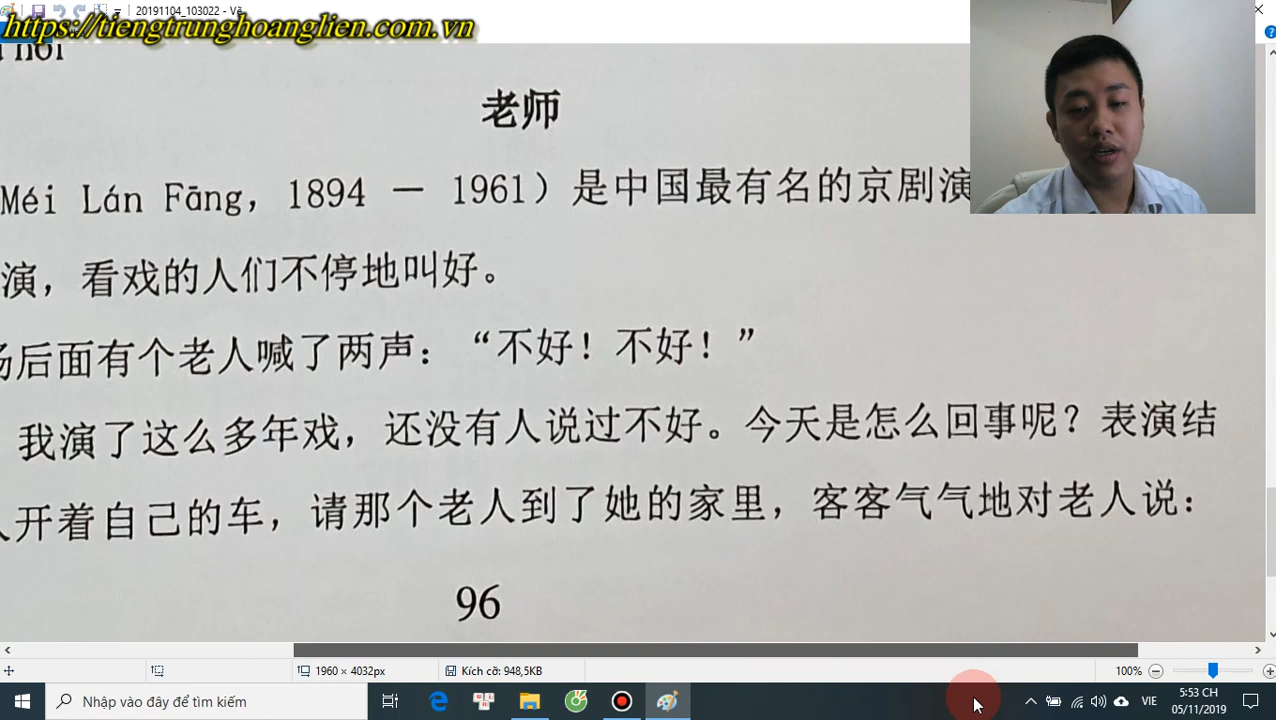 20191104_103022 - Vẽ
https://tiengtrunghoanglien.com.vn
老师
Méi Lán Fāng, 1894 — 1961）是中国最有名的京剧演
演，看戏的人们不停地叫好。
后面有个老人喊了两声：“不好！不好！”
我演了这么多年戏，还没有人说过不好。今天是怎么回事呢？表演结
开着自己的车，请那个老人到了她的家里，客客气气地对老人说：
96
1960 × 4032px
Kích cỡ: 948,5KB
100%
Nhập vào đây để tìm kiếm
VIE
5:53 CH
05/11/2019